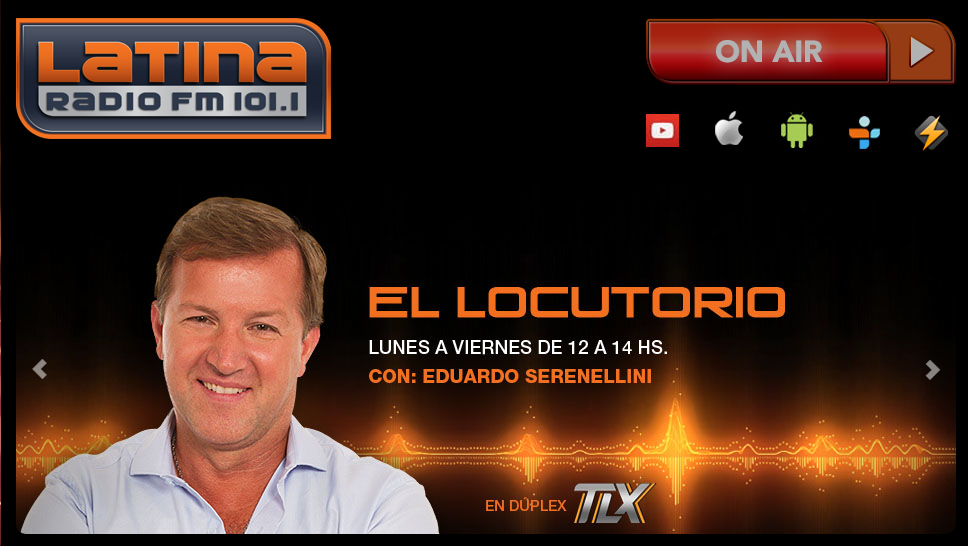 LATINA
RADIO FM 101.1
ON AIR
EL LOCUTORIO
LUNES A VIERNES DE 12 A 14 HS.
CON: EDUARDO SERENELLINI
EN DÚPLEX TLX